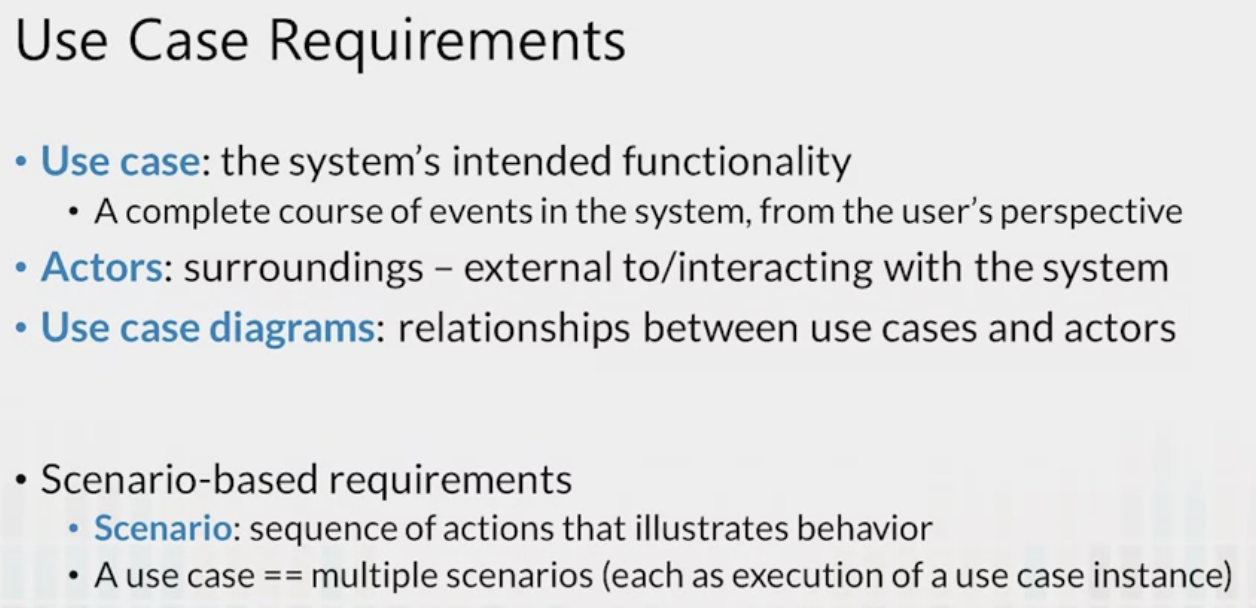 Use Case Requirements
• Use case: the system's intended functionality
• A complete course of events in the system, from the user's perspective
• Actors: surroundings – external to/interacting with the system
• Use case diagrams: relationships between use cases and actors
• Scenario-based requirements
• Scenario: sequence of actions that illustrates behavior
• A use case == multiple scenarios (each as execution of a use case instance)